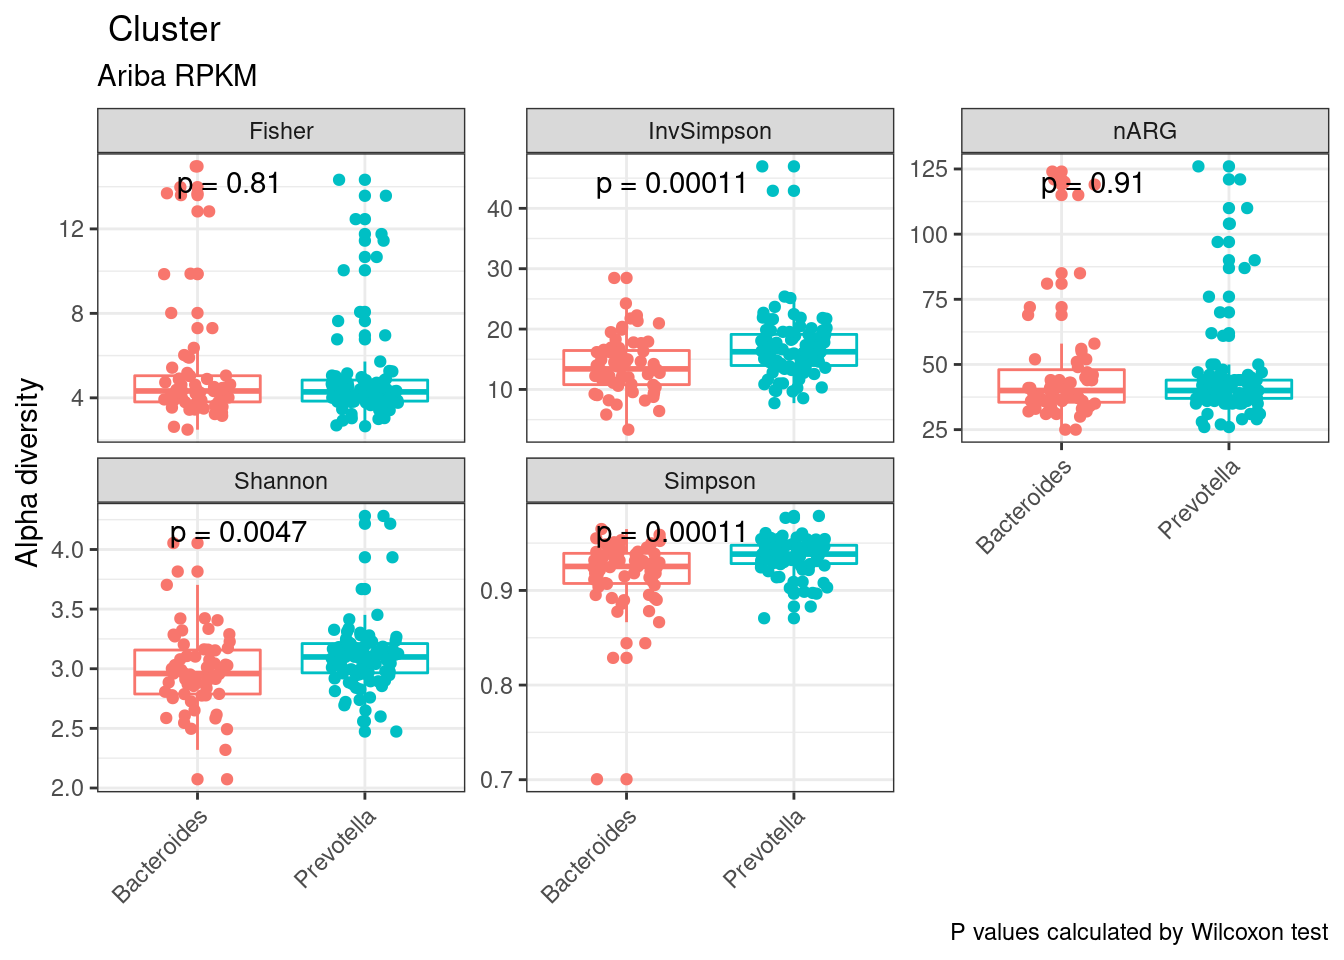 Cluster
Ariba RPKM
Fisher
InvSimpson
nARG
p = 0.81
p = 0.00011
p = 0.91
12
8
4
40
30
20
10
125
100
75
50
25
Alpha diversity
Shannon
Simpson
p = 0.0047
p = 0.00011
4.0
3.5
3.0
2.5
2.0
0.9
0.8
0.7
Bacteroides
Prevotella
Bacteroides
Prevotella
Bacteroides
Prevotella
P values calculated by Wilcoxon test